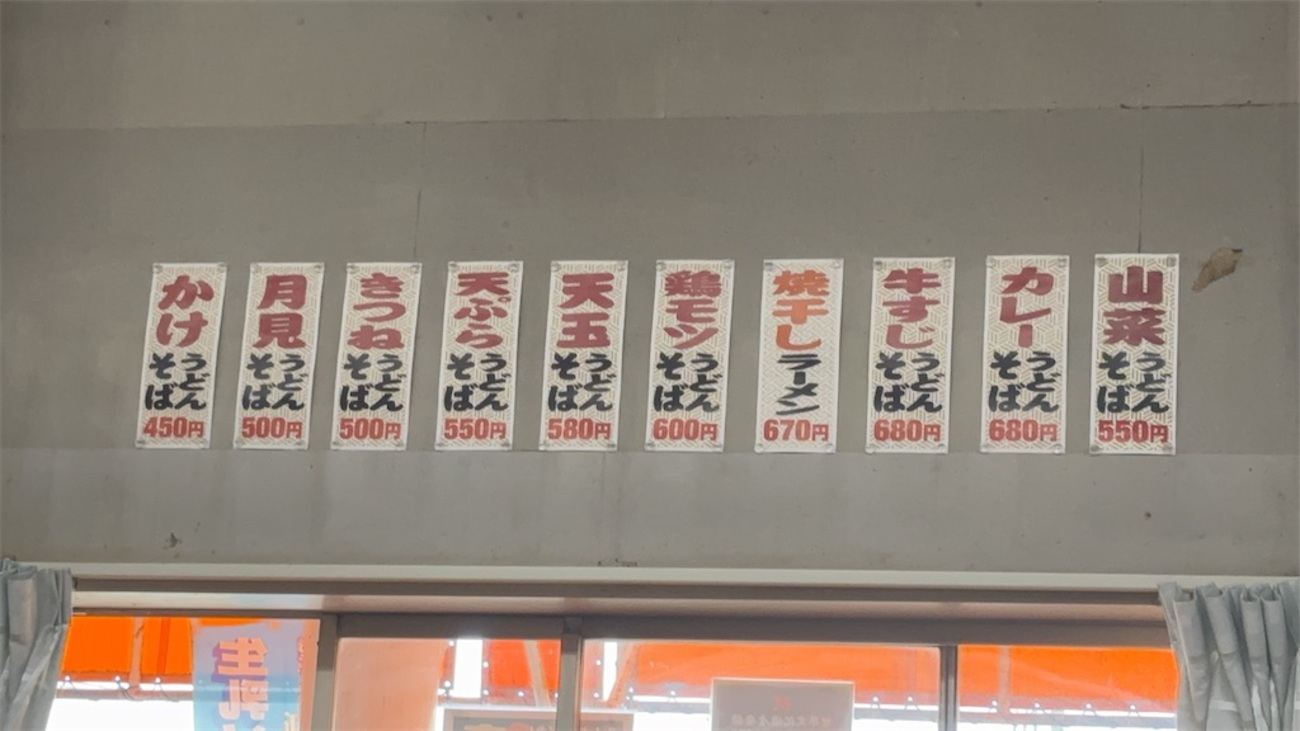 かけ
うどん
そば
450円
月見
うどん
そば
500円
きつね
うどん
そば
500円
天ぷら
うどん
そば
550円
天玉
うどん
そば
580円
鶏モツ
うどん
そば
600円
焼干し
ラーメン
670円
牛すじ
うどん
そば
680円
カレー
うどん
そば
680円
山菜
うどん
そば
550円
生乳